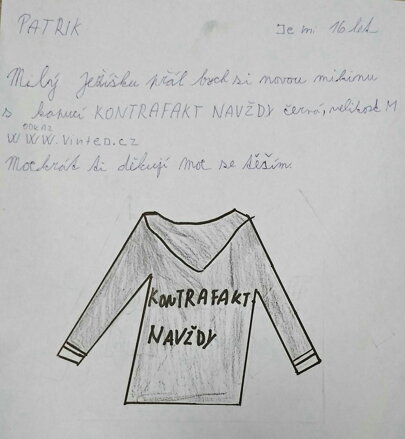 PATRIK Je mi 16 let
Milý Ježíšku přál bych si novou mikinu
s kapucí KONTRAFAKT NAVŽDY černá, velikost M
ODKAZ
WWW.VINTED.CZ
Mockrát ti děkuji moc se těším.
KONTRAFAKT
NAVŽDY